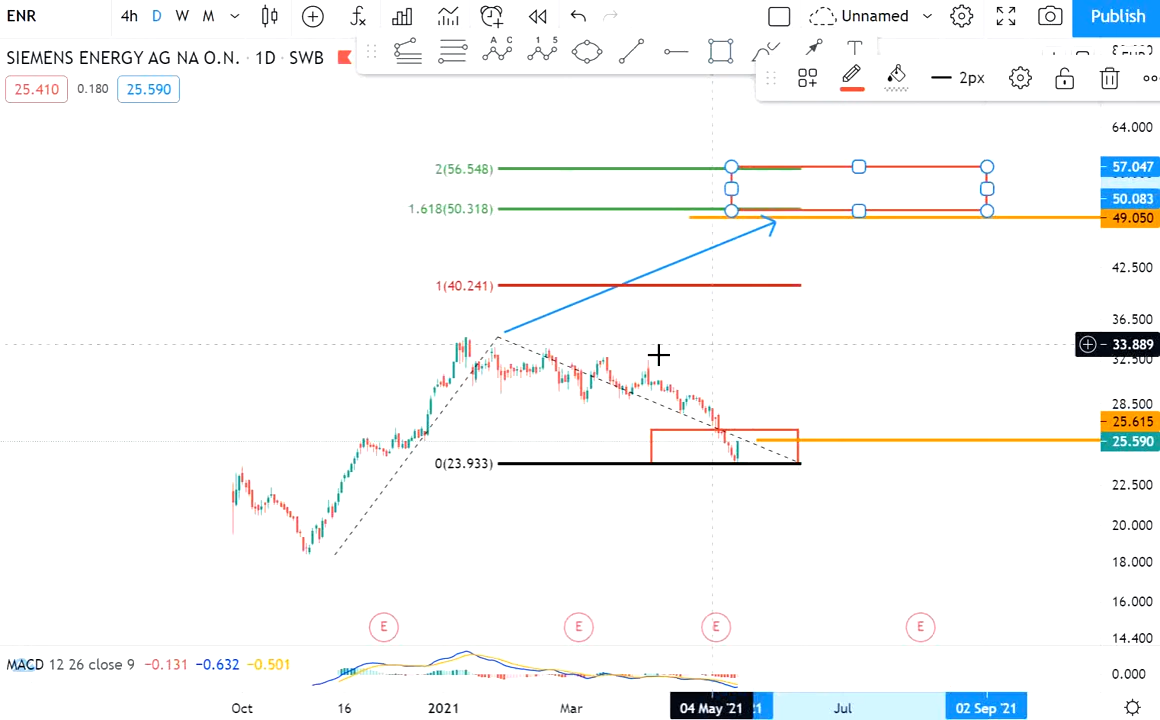 ENR
4h D W M
Unnamed
Publish
SIEMENS ENERGY AG NA O.N. · 1D · SWB
25.410 0.180 25.590
A C
1 5
T
2px
64.000
57.047
50.083
49.050
42.500
36.500
33.889
32.500
28.500
25.615
25.590
22.500
20.000
18.000
16.000
14.400
0.000
2(56.548)
1.618(50.318)
1(40.241)
0(23.933)
E E E E
MACD 12 26 close 9 −0.131 −0.632 −0.501
Oct 16 2021 Mar 04 May '21 Jul 02 Sep '21